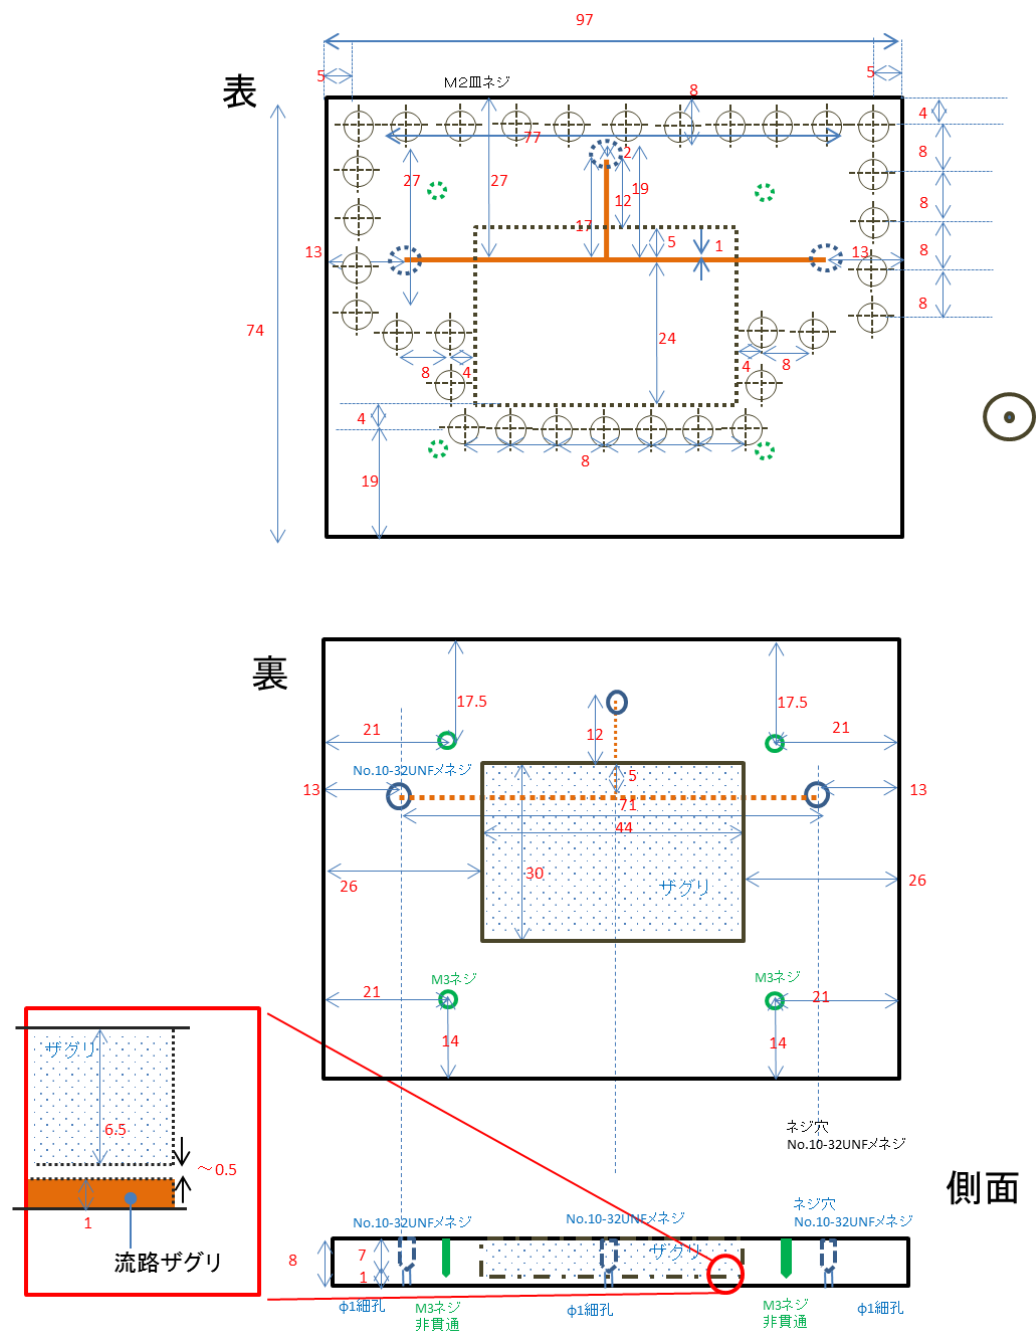 97
5
5
M2皿ネジ
表
8
4
77
8
2
27
27
19
8
12
17
5
1
8
13
13
8
74
24
8
4
4
8
4
8
19
裏
17.5
17.5
21
21
12
No.10-32UNFメネジ
5
13
13
71
44
30
26
ザグリ
26
M3ネジ
M3ネジ
21
21
14
14
ザグリ
6.5
～0.5
1
流路ザグリ
ネジ穴
No.10-32UNFメネジ
側面
No.10-32UNFメネジ
No.10-32UNFメネジ
ネジ穴
No.10-32UNFメネジ
8
7
ザグリ
1
φ1細孔
M3ネジ
非貫通
φ1細孔
M3ネジ
非貫通
φ1細孔